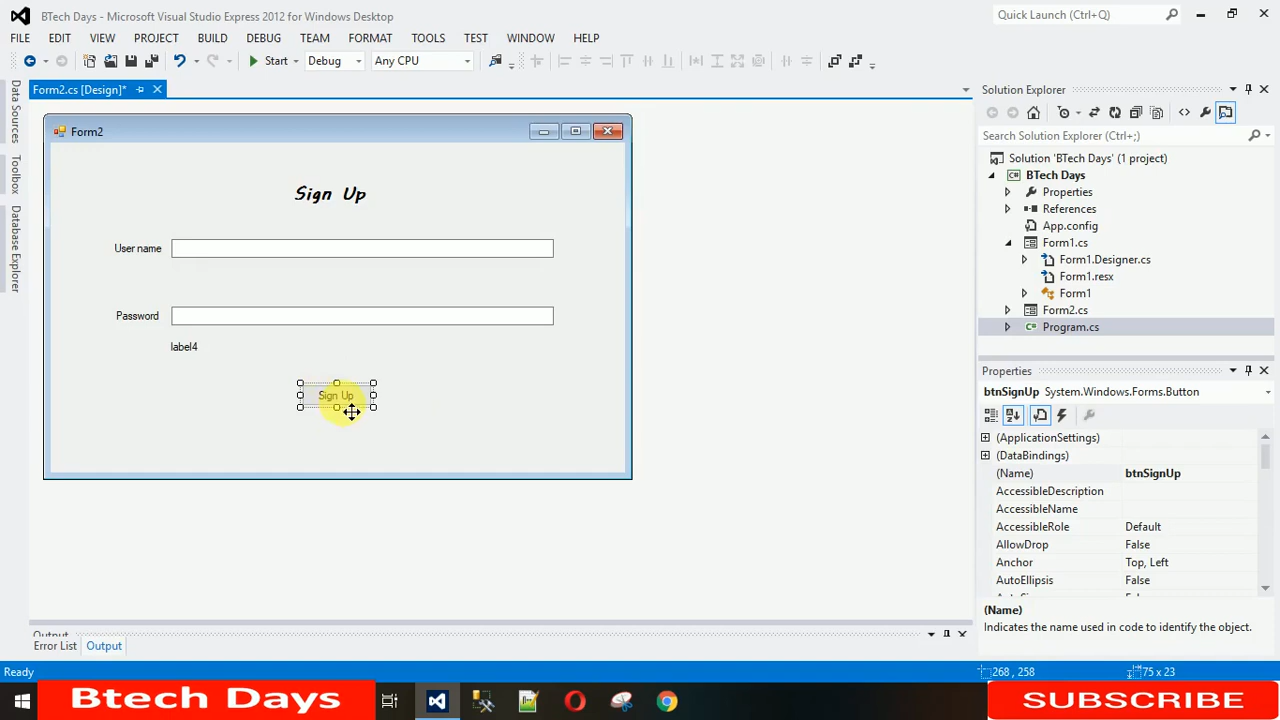 BTech Days - Microsoft Visual Studio Express 2012 for Windows Desktop
Quick Launch (Ctrl+Q)
FILE EDIT VIEW PROJECT BUILD DEBUG TEAM FORMAT TOOLS TEST WINDOW HELP
Start Debug Any CPU
Data Sources
Toolbox
Database Explorer
Form2.cs [Design]*
Form2
Sign Up
User name
Password
label4
Sign Up
Solution Explorer
Search Solution Explorer (Ctrl+;)
Solution 'BTech Days' (1 project)
C# BTech Days
Properties
References
App.config
Form1.cs
Form1.Designer.cs
Form1.resx
Form1
Form2.cs
C# Program.cs
Properties
btnSignUp System.Windows.Forms.Button
(ApplicationSettings)
(DataBindings)
(Name) btnSignUp
AccessibleDescription
AccessibleName
AccessibleRole Default
AllowDrop False
Anchor Top, Left
AutoEllipsis False
(Name)
Indicates the name used in code to identify the object.
Output
Error List Output
Ready
268 , 258
75 x 23
Btech Days
SUBSCRIBE